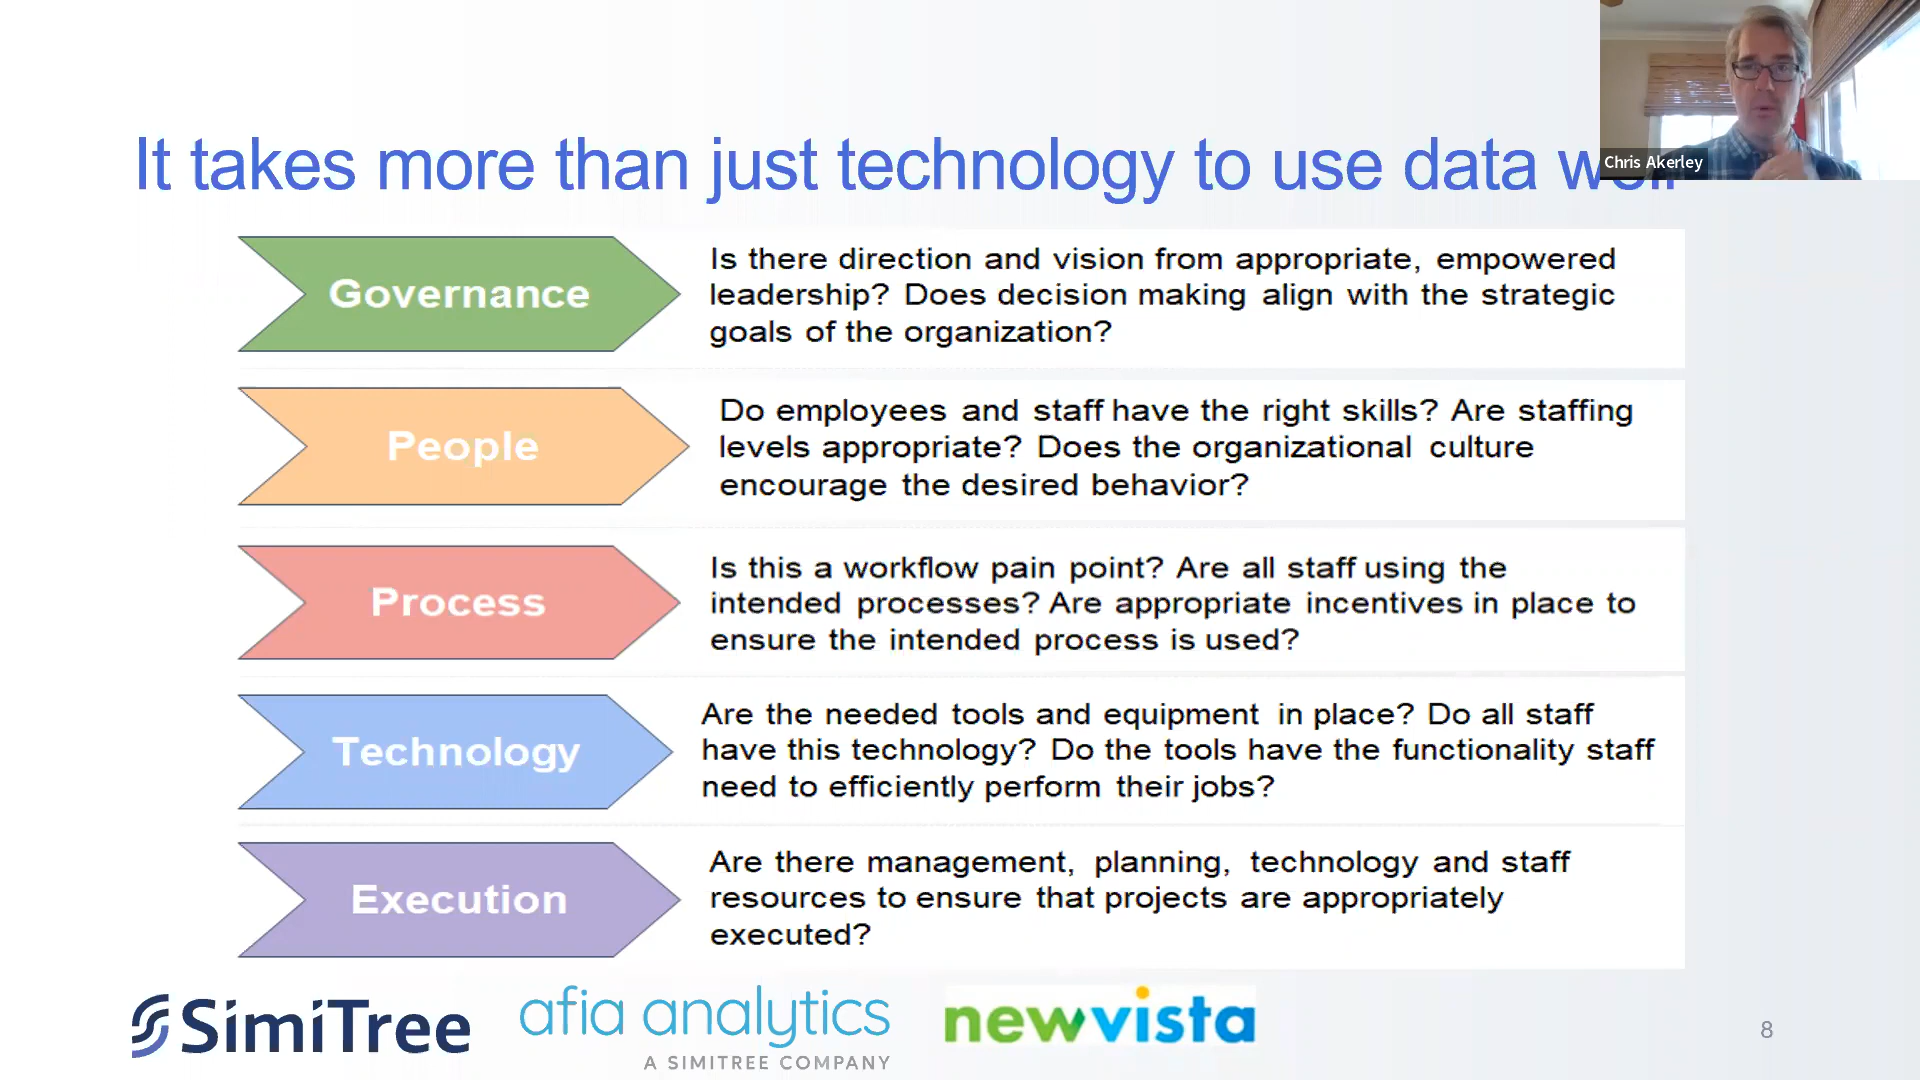 Chris Akerley
It takes more than just technology to use data well
Governance
Is there direction and vision from appropriate, empowered
leadership? Does decision making align with the strategic
goals of the organization?
People
Do employees and staff have the right skills? Are staffing
levels appropriate? Does the organizational culture
encourage the desired behavior?
Process
Is this a workflow pain point? Are all staff using the
intended processes? Are appropriate incentives in place to
ensure the intended process is used?
Technology
Are the needed tools and equipment in place? Do all staff
have this technology? Do the tools have the functionality staff
need to efficiently perform their jobs?
Execution
Are there management, planning, technology and staff
resources to ensure that projects are appropriately
executed?
SimiTree
afia analytics
A SIMITREE COMPANY
newvista
8